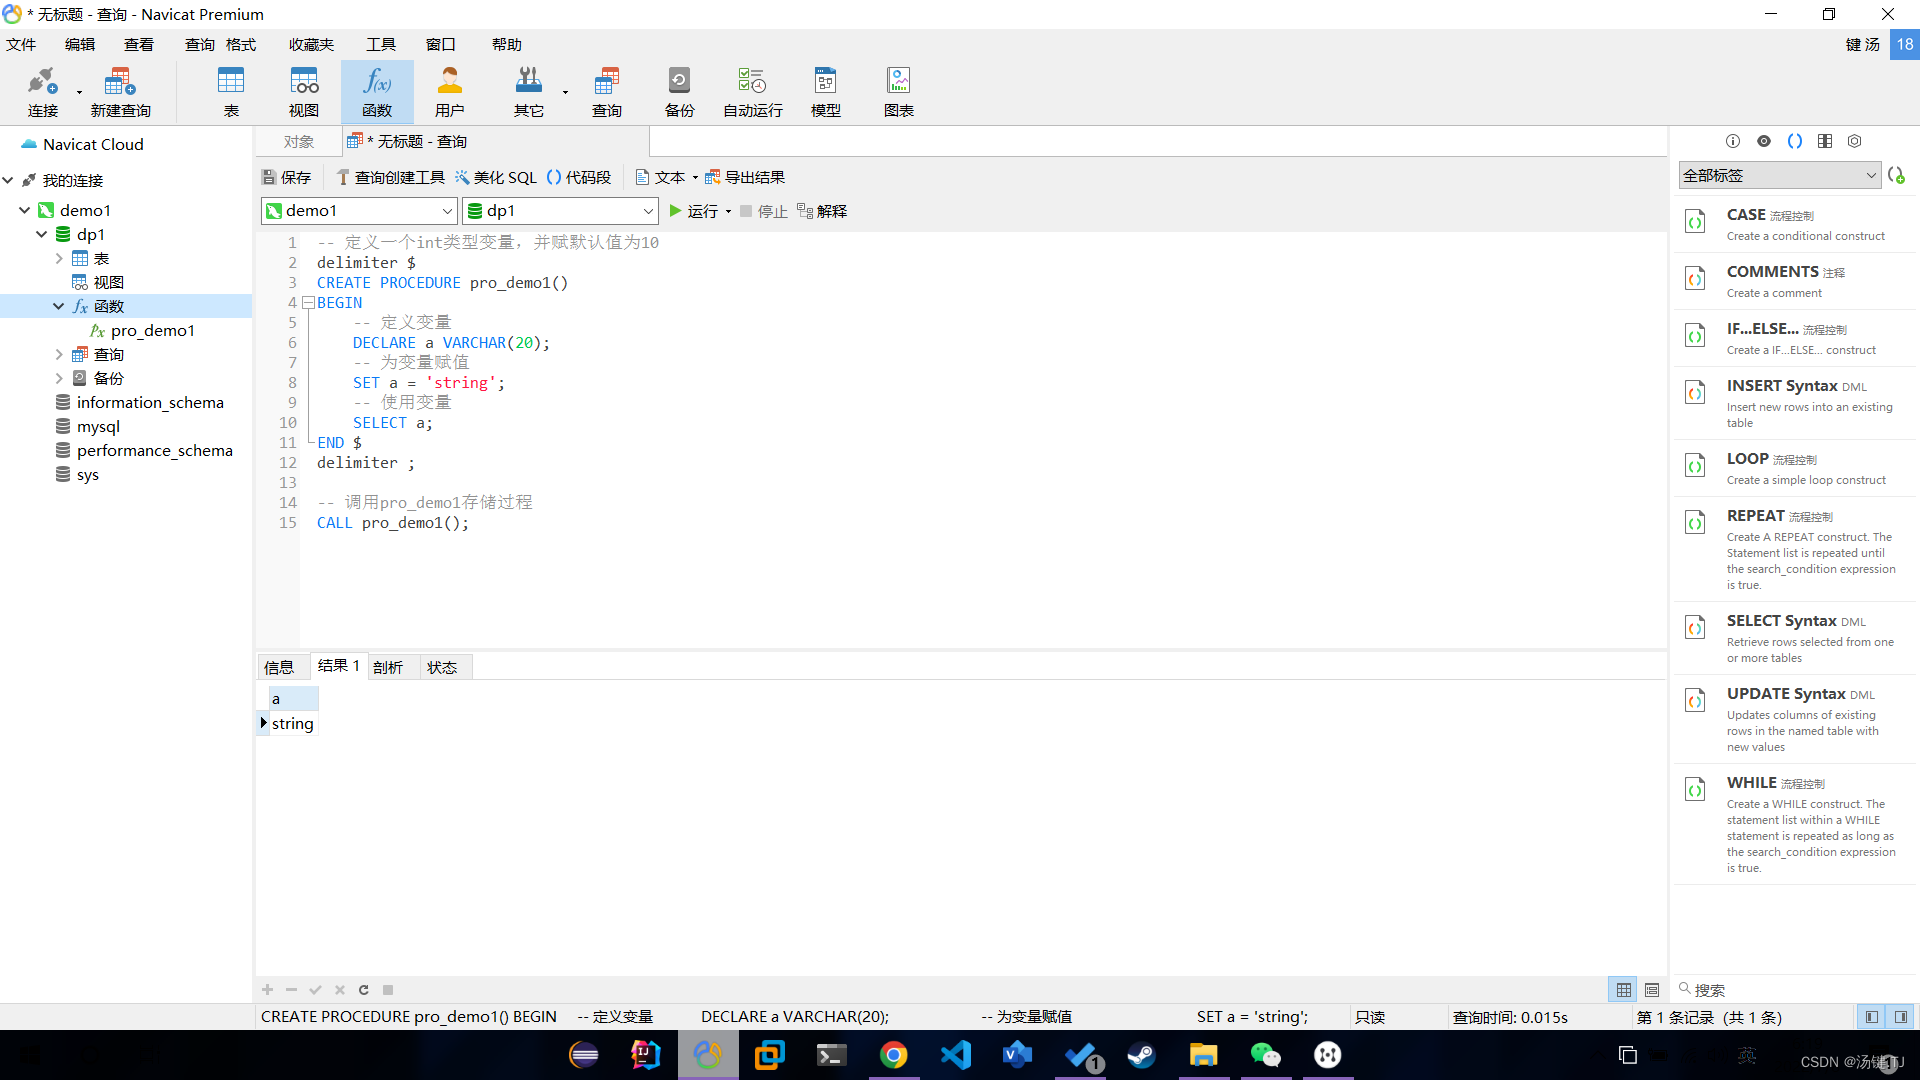 * 无标题 - 查询 - Navicat Premium
文件 编辑 查看 查询 格式 收藏夹 工具 窗口 帮助 键 汤 18
连接 新建查询 表 视图 函数 用户 其它 查询 备份 自动运行 模型 图表
Navicat Cloud
我的连接
demo1
dp1
表
视图
函数
pro_demo1
查询
备份
information_schema
mysql
performance_schema
sys
对象 * 无标题 - 查询
保存 查询创建工具 美化 SQL 代码段 文本 导出结果
demo1 dp1 运行 停止 解释
1 -- 定义一个int类型变量，并赋默认值为10
2 delimiter $
3 CREATE PROCEDURE pro_demo1()
4 BEGIN
5 -- 定义变量
6 DECLARE a VARCHAR(20);
7 -- 为变量赋值
8 SET a = 'string';
9 -- 使用变量
10 SELECT a;
11 END $
12 delimiter ;
13
14 -- 调用pro_demo1存储过程
15 CALL pro_demo1();
信息 结果 1 剖析 状态
a
string
全部标签
CASE 流程控制
Create a conditional construct
COMMENTS 注释
Create a comment
IF...ELSE... 流程控制
Create a IF...ELSE... construct
INSERT Syntax DML
Insert new rows into an existing
table
LOOP 流程控制
Create a simple loop construct
REPEAT 流程控制
Create A REPEAT construct. The
Statement list is repeated until
the search_condition expression
is true.
SELECT Syntax DML
Retrieve rows selected from one
or more tables
UPDATE Syntax DML
Updates columns of existing
rows in the named table with
new values
WHILE 流程控制
Create a WHILE construct. The
statement list within a WHILE
statement is repeated as long as
the search_condition expression
is true.
搜索
CREATE PROCEDURE pro_demo1() BEGIN -- 定义变量 DECLARE a VARCHAR(20); -- 为变量赋值 SET a = 'string'; 只读 查询时间: 0.015s 第 1 条记录 (共 1 条)
1
英
CSDN @汤键.TJ